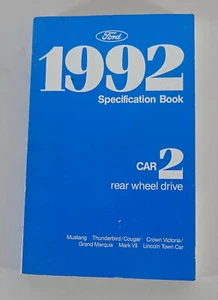 Ford
1992
Specification Book
CAR 2
rear wheel drive
Mustang Thunderbird/Cougar Crown Victoria/
Grand Marquis Mark VII Lincoln Town Car